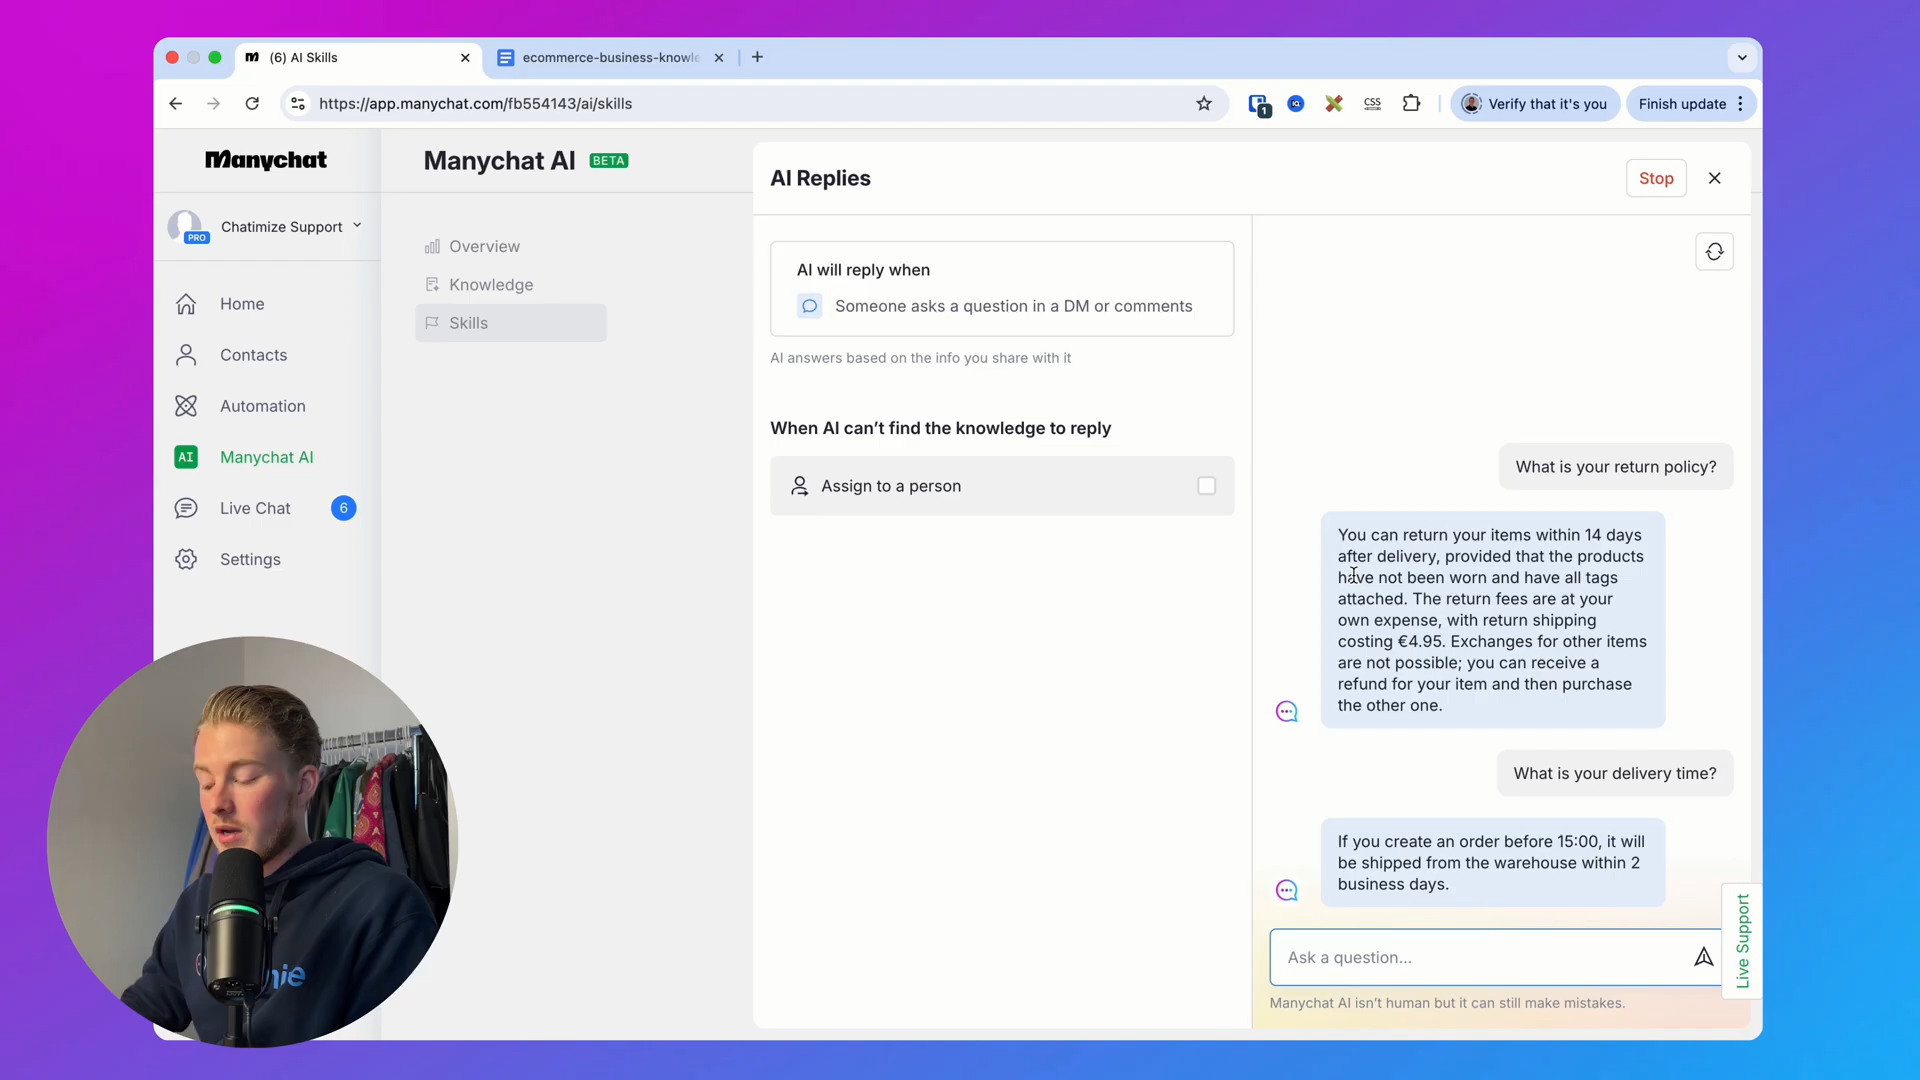 (6) AI Skills
ecommerce-business-knowle
https://app.manychat.com/fb554143/ai/skills
1
CSS
Verify that it's you
Finish update
Manychat
Manychat AI BETA
AI Replies
Stop
PRO
Chatimize Support
Home
Contacts
Automation
AI
Manychat AI
Live Chat
6
Settings
Overview
Knowledge
Skills
AI will reply when
Someone asks a question in a DM or comments
AI answers based on the info you share with it
When AI can't find the knowledge to reply
Assign to a person
What is your return policy?
You can return your items within 14 days
after delivery, provided that the products
have not been worn and have all tags
attached. The return fees are at your
own expense, with return shipping
costing €4.95. Exchanges for other items
are not possible; you can receive a
refund for your item and then purchase
the other one.
What is your delivery time?
If you create an order before 15:00, it will
be shipped from the warehouse within 2
business days.
Ask a question...
Manychat AI isn't human but it can still make mistakes.
Live Support